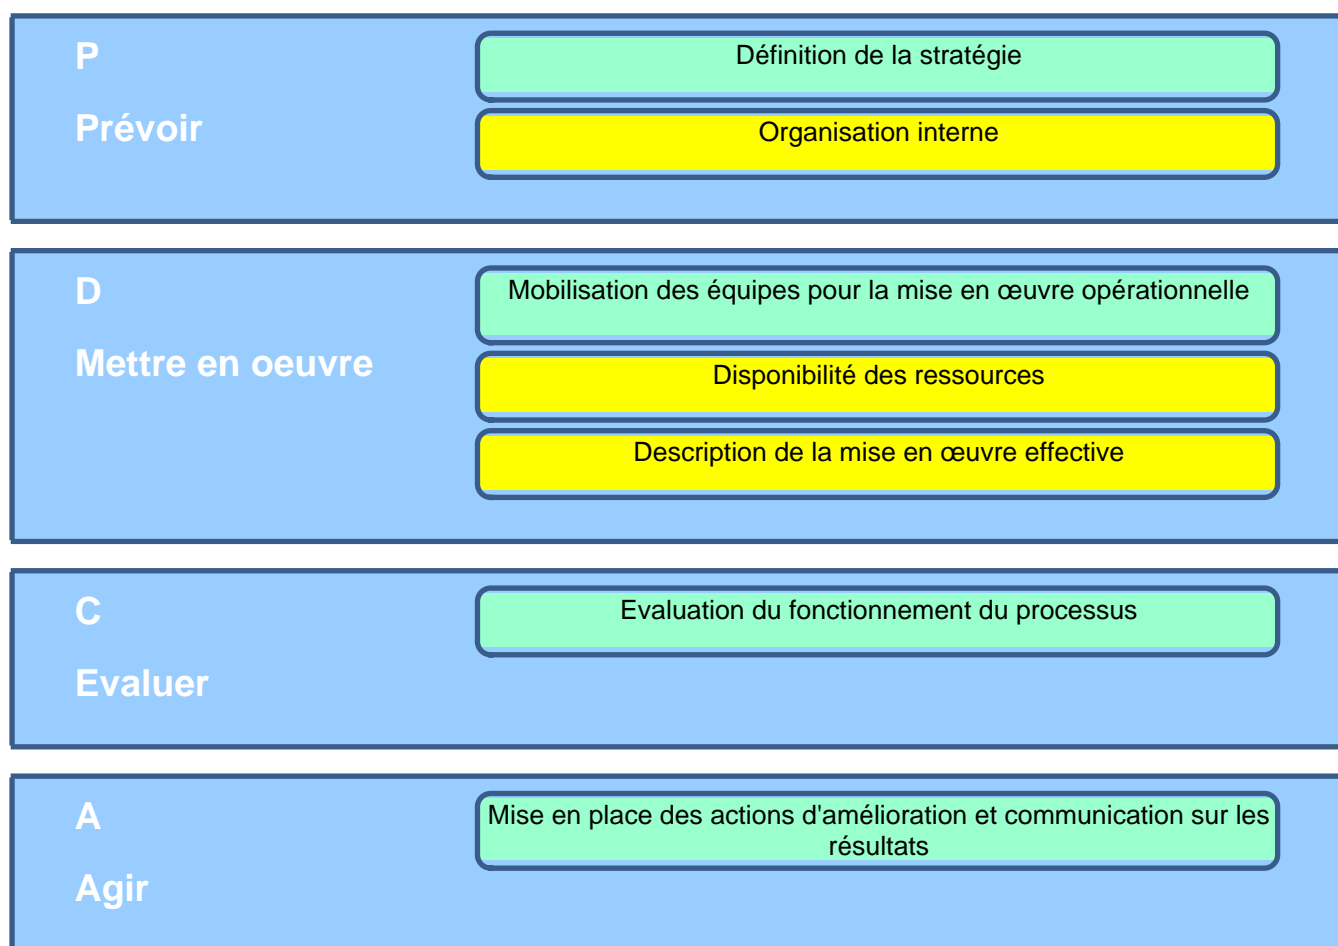 P
Prévoir
Définition de la stratégie
Organisation interne
D
Mettre en oeuvre
Mobilisation des équipes pour la mise en œuvre opérationnelle
Disponibilité des ressources
Description de la mise en œuvre effective
C
Evaluer
Evaluation du fonctionnement du processus
A
Agir
Mise en place des actions d'amélioration et communication sur les
résultats